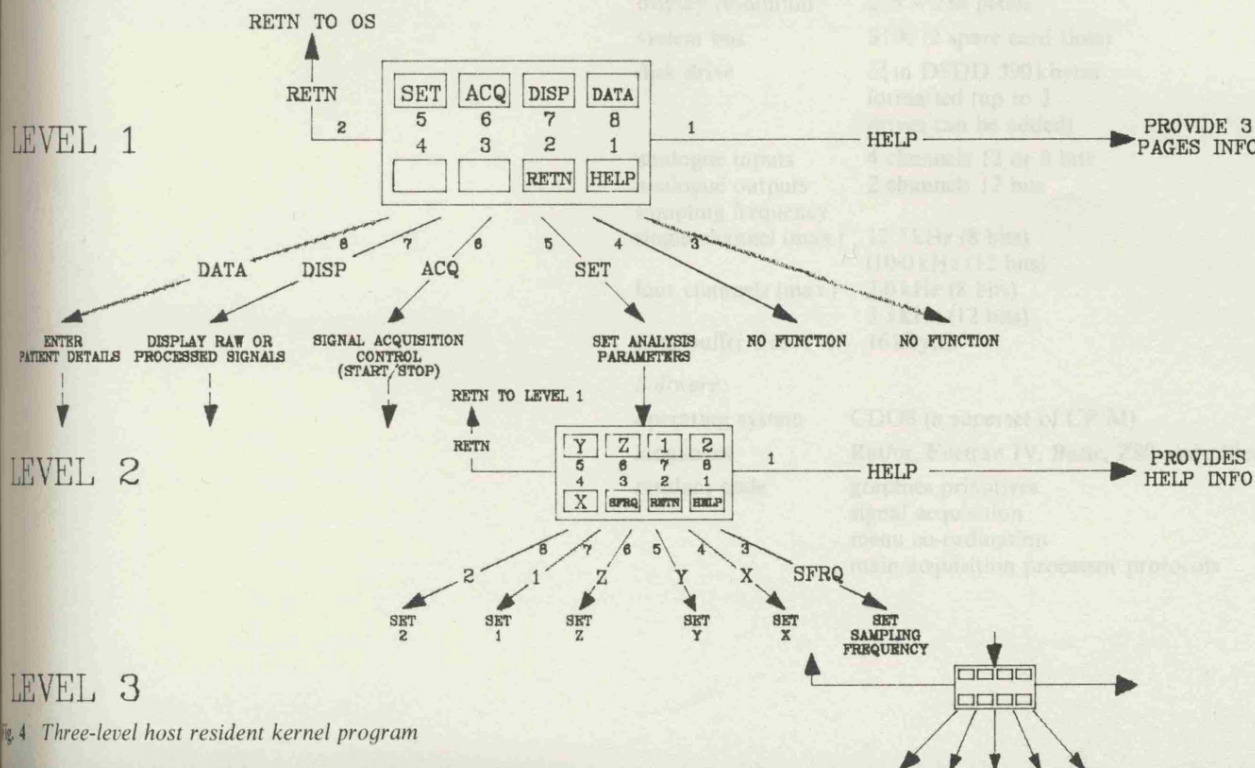 RETN TO OS
RETN
SET ACQ DISP DATA
5 6 7 8
4 3 2 1
RETN HELP
2
1
HELP
PROVIDE 3
PAGES INFO
LEVEL 1
8 7 6 5 4 3
DATA DISP ACQ SET
ENTER
PATIENT DETAILS
DISPLAY RAW OR
PROCESSED SIGNALS
SIGNAL ACQUISITION
CONTROL
(START/STOP)
SET ANALYSIS
PARAMETERS
NO FUNCTION
NO FUNCTION
RETN TO LEVEL 1
RETN
Y Z 1 2
5 6 7 8
4 3 2 1
X SFRQ RETN HELP
1
HELP
PROVIDES
HELP INFO
LEVEL 2
8 7 6 5 4 3
2 1 Z Y X SFRQ
SET
2
SET
1
SET
Z
SET
Y
SET
X
SET
SAMPLING
FREQUENCY
LEVEL 3
4 Three-level host resident kernel program